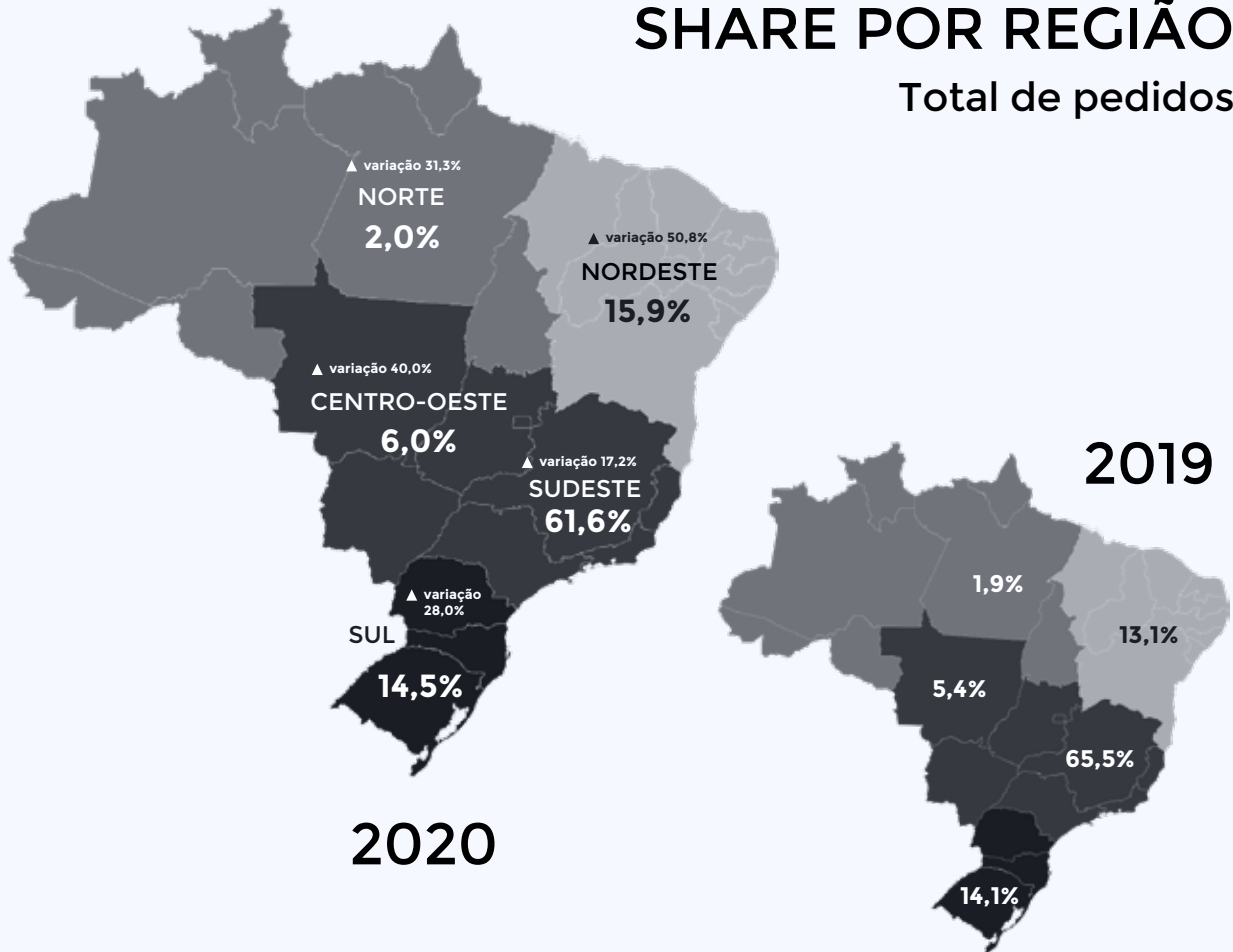 SHARE POR REGIÃO
Total de pedidos
▲ variação 31,3%
NORTE
2,0%
▲ variação 50,8%
NORDESTE
15,9%
▲ variação 40,0%
CENTRO-OESTE
6,0%
▲ variação 17,2%
SUDESTE
61,6%
▲ variação
28,0%
SUL
14,5%
2020
2019
1,9%
13,1%
5,4%
65,5%
14,1%